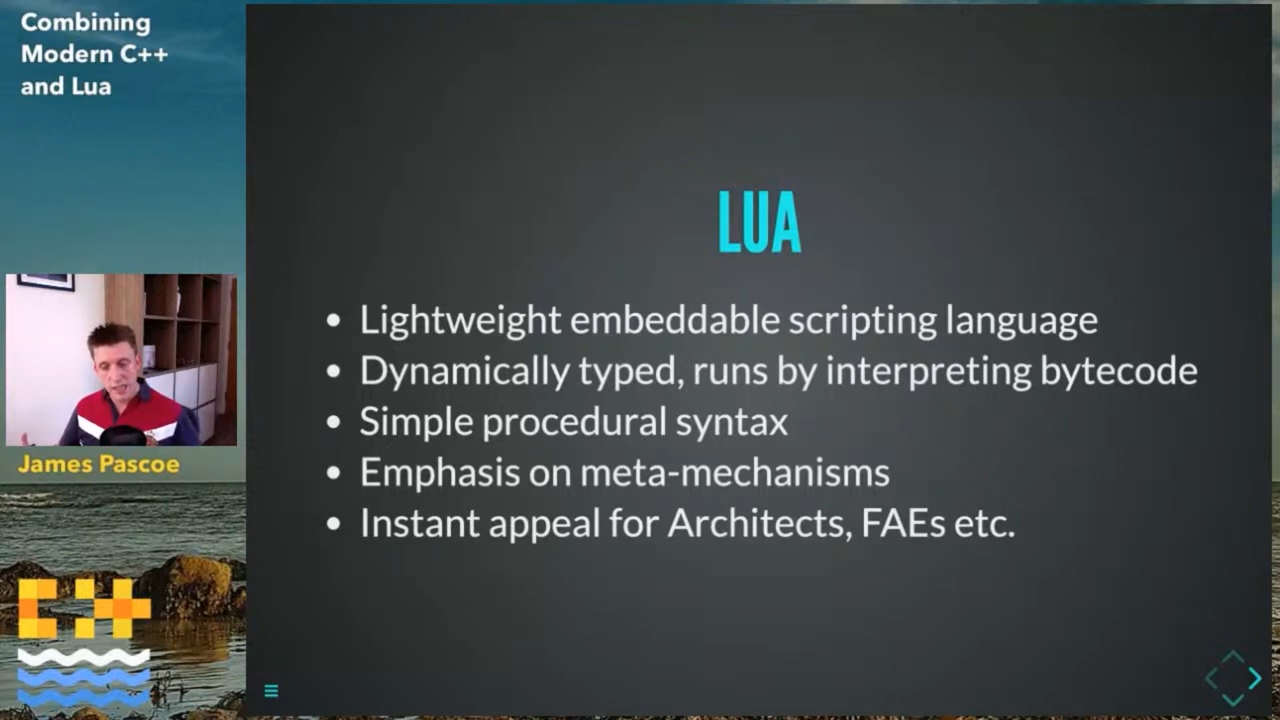 Combining
Modern C++
and Lua
James Pascoe
LUA
Lightweight embeddable scripting language
Dynamically typed, runs by interpreting bytecode
Simple procedural syntax
Emphasis on meta-mechanisms
Instant appeal for Architects, FAEs etc.
C++